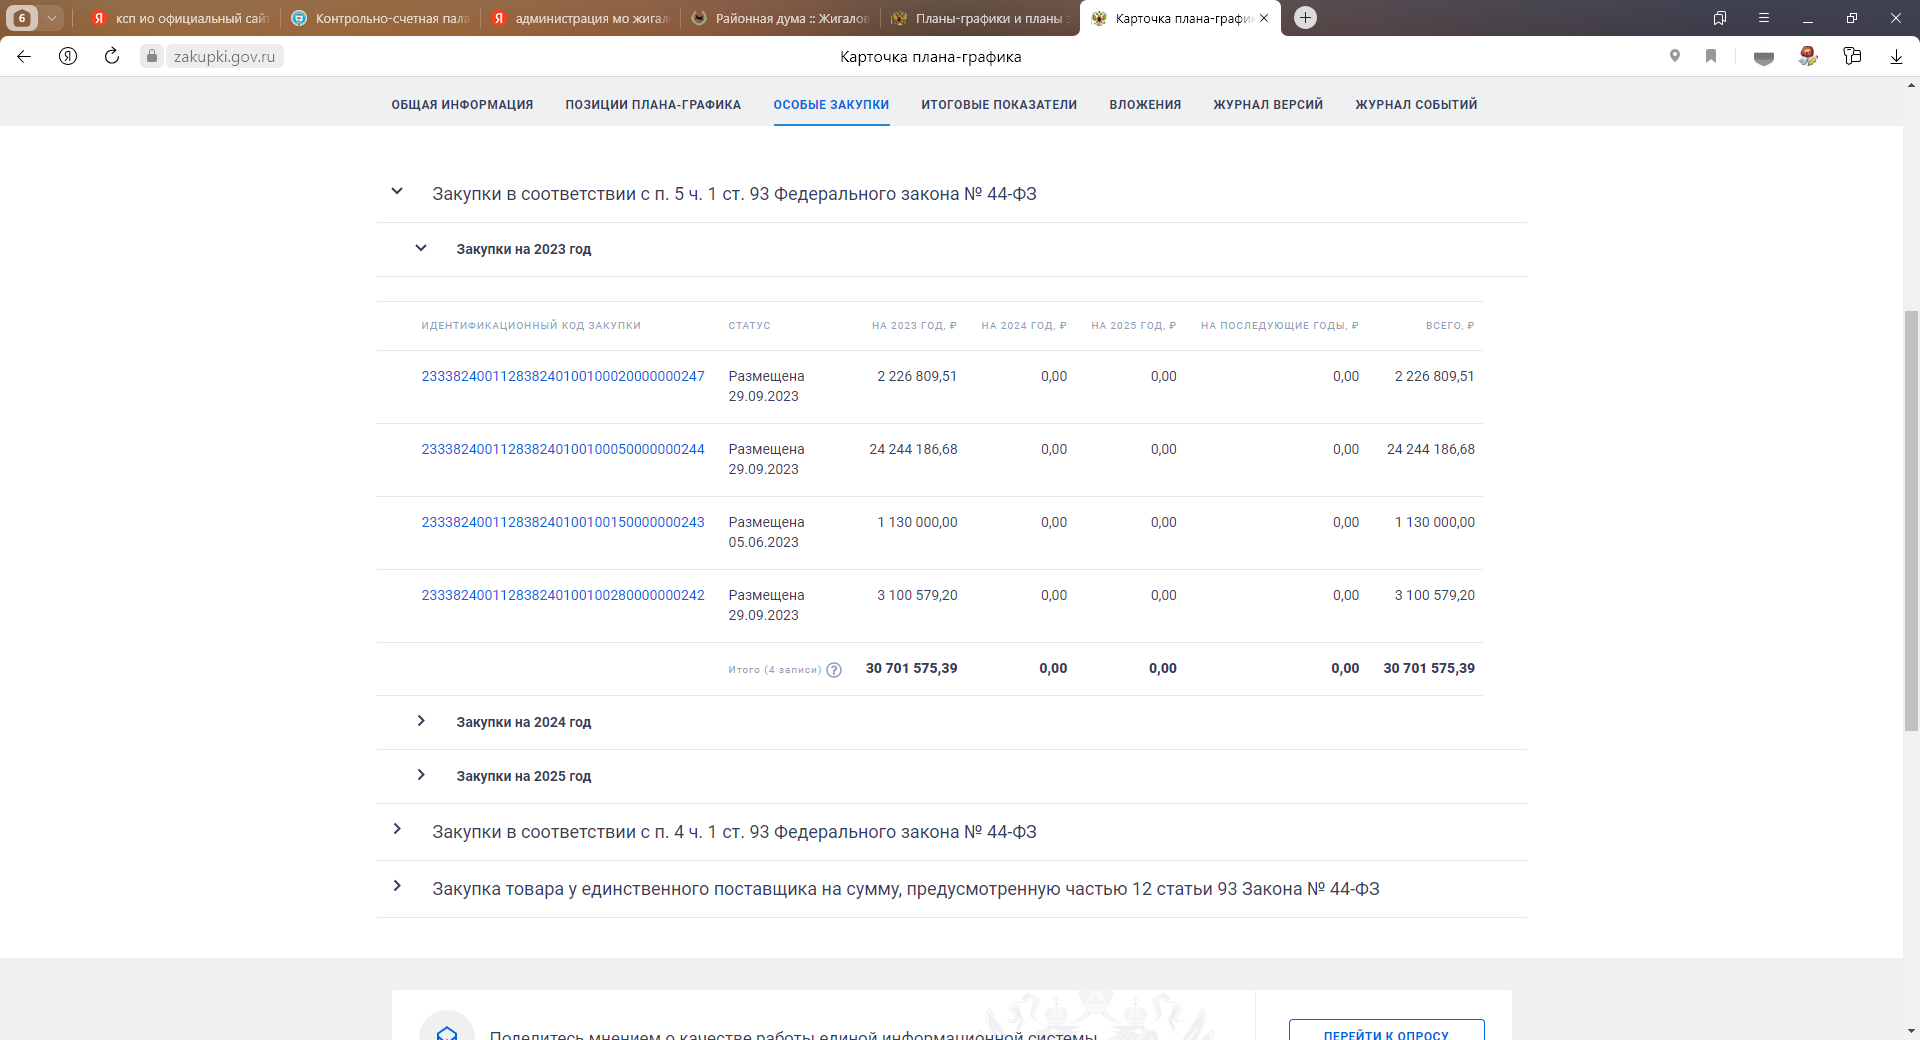 6
ксп ио официальный сайт
Контрольно-счетная пала
администрация мо жигало
Районная дума :: Жигалов
Планы-графики и планы з
Карточка плана-графи
zakupki.gov.ru
Карточка плана-графика
ОБЩАЯ ИНФОРМАЦИЯ ПОЗИЦИИ ПЛАНА-ГРАФИКА ОСОБЫЕ ЗАКУПКИ ИТОГОВЫЕ ПОКАЗАТЕЛИ ВЛОЖЕНИЯ ЖУРНАЛ ВЕРСИЙ ЖУРНАЛ СОБЫТИЙ
Закупки в соответствии с п. 5 ч. 1 ст. 93 Федерального закона № 44-ФЗ
Закупки на 2023 год
ИДЕНТИФИКАЦИОННЫЙ КОД ЗАКУПКИ СТАТУС НА 2023 ГОД, ₽ НА 2024 ГОД, ₽ НА 2025 ГОД, ₽ НА ПОСЛЕДУЮЩИЕ ГОДЫ, ₽ ВСЕГО, ₽
233382400112838240100100020000000247 Размещена 2 226 809,51 0,00 0,00 0,00 2 226 809,51
29.09.2023
233382400112838240100100050000000244 Размещена 24 244 186,68 0,00 0,00 0,00 24 244 186,68
29.09.2023
233382400112838240100100150000000243 Размещена 1 130 000,00 0,00 0,00 0,00 1 130 000,00
05.06.2023
233382400112838240100100280000000242 Размещена 3 100 579,20 0,00 0,00 0,00 3 100 579,20
29.09.2023
Итого (4 записи) ? 30 701 575,39 0,00 0,00 0,00 30 701 575,39
Закупки на 2024 год
Закупки на 2025 год
Закупки в соответствии с п. 4 ч. 1 ст. 93 Федерального закона № 44-ФЗ
Закупка товара у единственного поставщика на сумму, предусмотренную частью 12 статьи 93 Закона № 44-ФЗ
Поделитесь мнением о качестве работы единой информационной системы
ПЕРЕЙТИ К ОПРОСУ